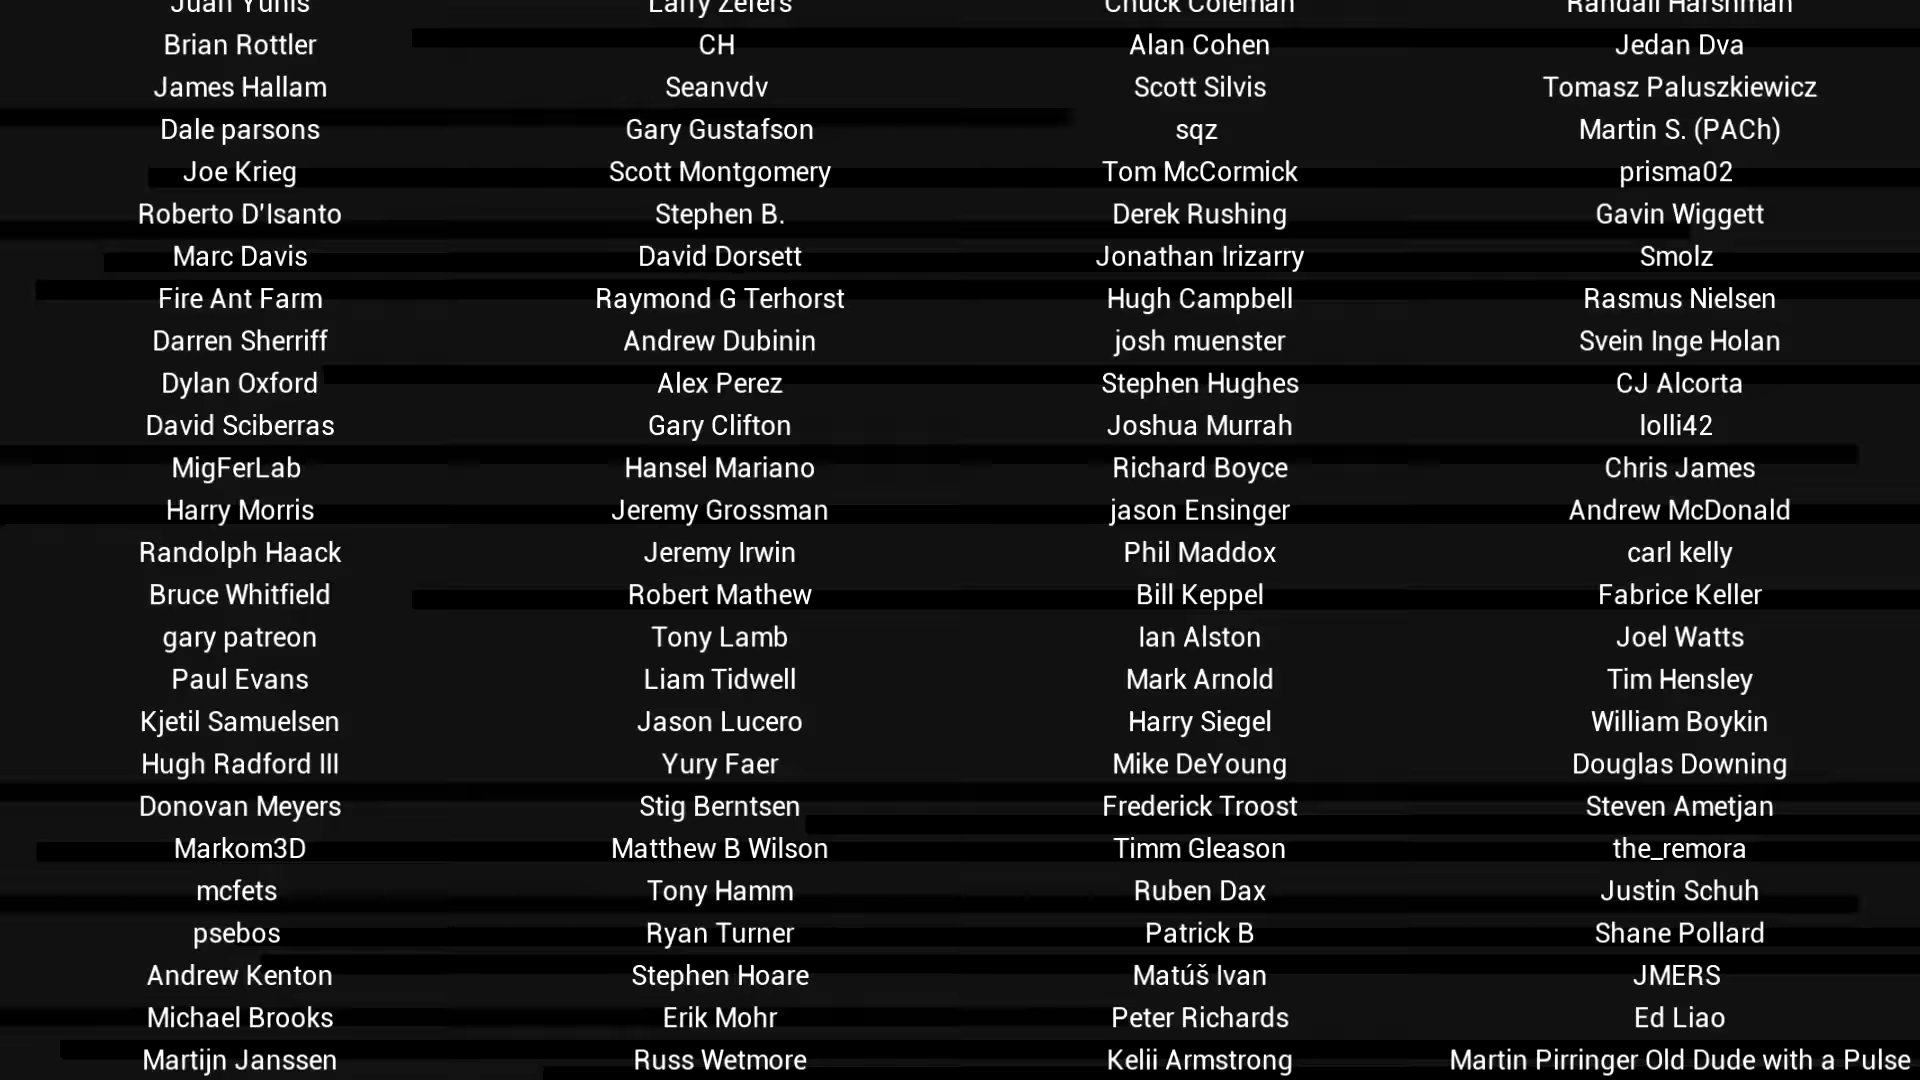 Juan Yunis Larry Zefers Chuck Coleman Randall Harshman
Brian Rottler CH Alan Cohen Jedan Dva
James Hallam Seanvdv Scott Silvis Tomasz Paluszkiewicz
Dale parsons Gary Gustafson sqz Martin S. (PACh)
Joe Krieg Scott Montgomery Tom McCormick prisma02
Roberto D'Isanto Stephen B. Derek Rushing Gavin Wiggett
Marc Davis David Dorsett Jonathan Irizarry Smolz
Fire Ant Farm Raymond G Terhorst Hugh Campbell Rasmus Nielsen
Darren Sherriff Andrew Dubinin josh muenster Svein Inge Holan
Dylan Oxford Alex Perez Stephen Hughes CJ Alcorta
David Sciberras Gary Clifton Joshua Murrah lolli42
MigFerLab Hansel Mariano Richard Boyce Chris James
Harry Morris Jeremy Grossman jason Ensinger Andrew McDonald
Randolph Haack Jeremy Irwin Phil Maddox carl kelly
Bruce Whitfield Robert Mathew Bill Keppel Fabrice Keller
gary patreon Tony Lamb Ian Alston Joel Watts
Paul Evans Liam Tidwell Mark Arnold Tim Hensley
Kjetil Samuelsen Jason Lucero Harry Siegel William Boykin
Hugh Radford III Yury Faer Mike DeYoung Douglas Downing
Donovan Meyers Stig Berntsen Frederick Troost Steven Ametjan
Markom3D Matthew B Wilson Timm Gleason the_remora
mcfets Tony Hamm Ruben Dax Justin Schuh
psebos Ryan Turner Patrick B Shane Pollard
Andrew Kenton Stephen Hoare Matúš Ivan JMERS
Michael Brooks Erik Mohr Peter Richards Ed Liao
Martijn Janssen Russ Wetmore Kelii Armstrong Martin Pirringer Old Dude with a Pulse